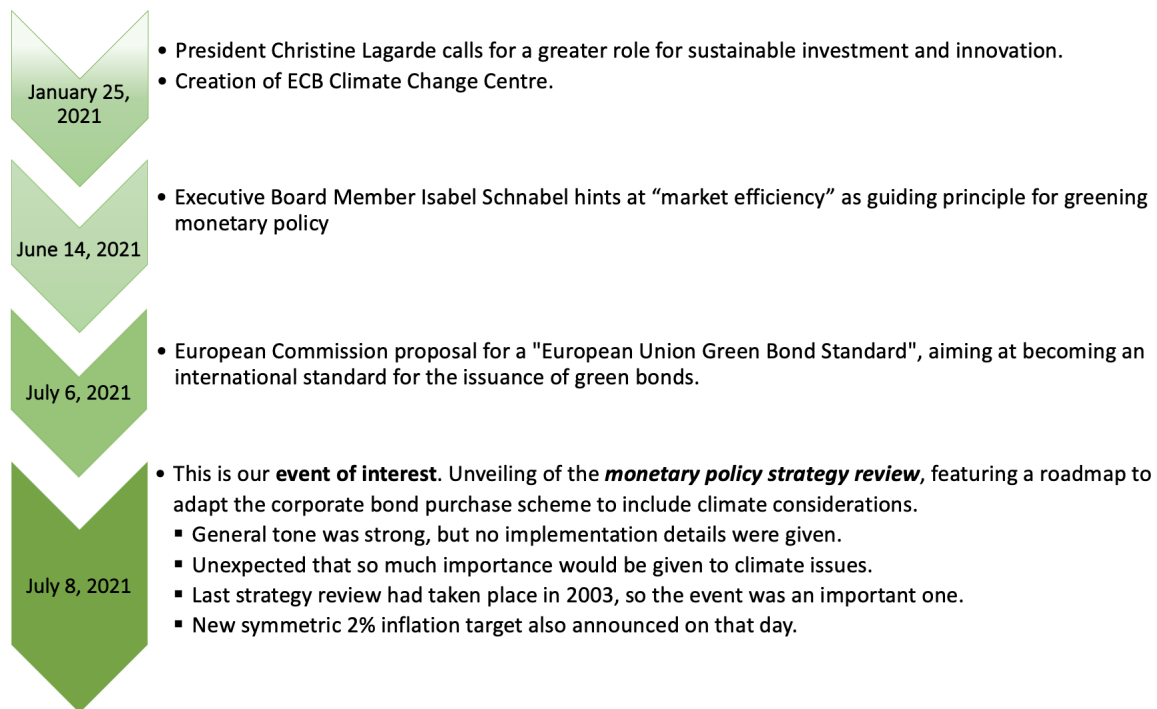 January 25,
2021
• President Christine Lagarde calls for a greater role for sustainable investment and innovation.
• Creation of ECB Climate Change Centre.
June 14, 2021
• Executive Board Member Isabel Schnabel hints at “market efficiency” as guiding principle for greening
monetary policy
July 6, 2021
• European Commission proposal for a "European Union Green Bond Standard", aiming at becoming an
international standard for the issuance of green bonds.
July 8, 2021
• This is our event of interest. Unveiling of the monetary policy strategy review, featuring a roadmap to
adapt the corporate bond purchase scheme to include climate considerations.
▪ General tone was strong, but no implementation details were given.
▪ Unexpected that so much importance would be given to climate issues.
▪ Last strategy review had taken place in 2003, so the event was an important one.
▪ New symmetric 2% inflation target also announced on that day.